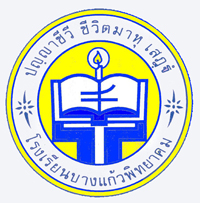 ปญฺญาชีวี ชีวิตมาหุ เสฏฺฐํ
โรงเรียนบางแก้วพิทยาคม